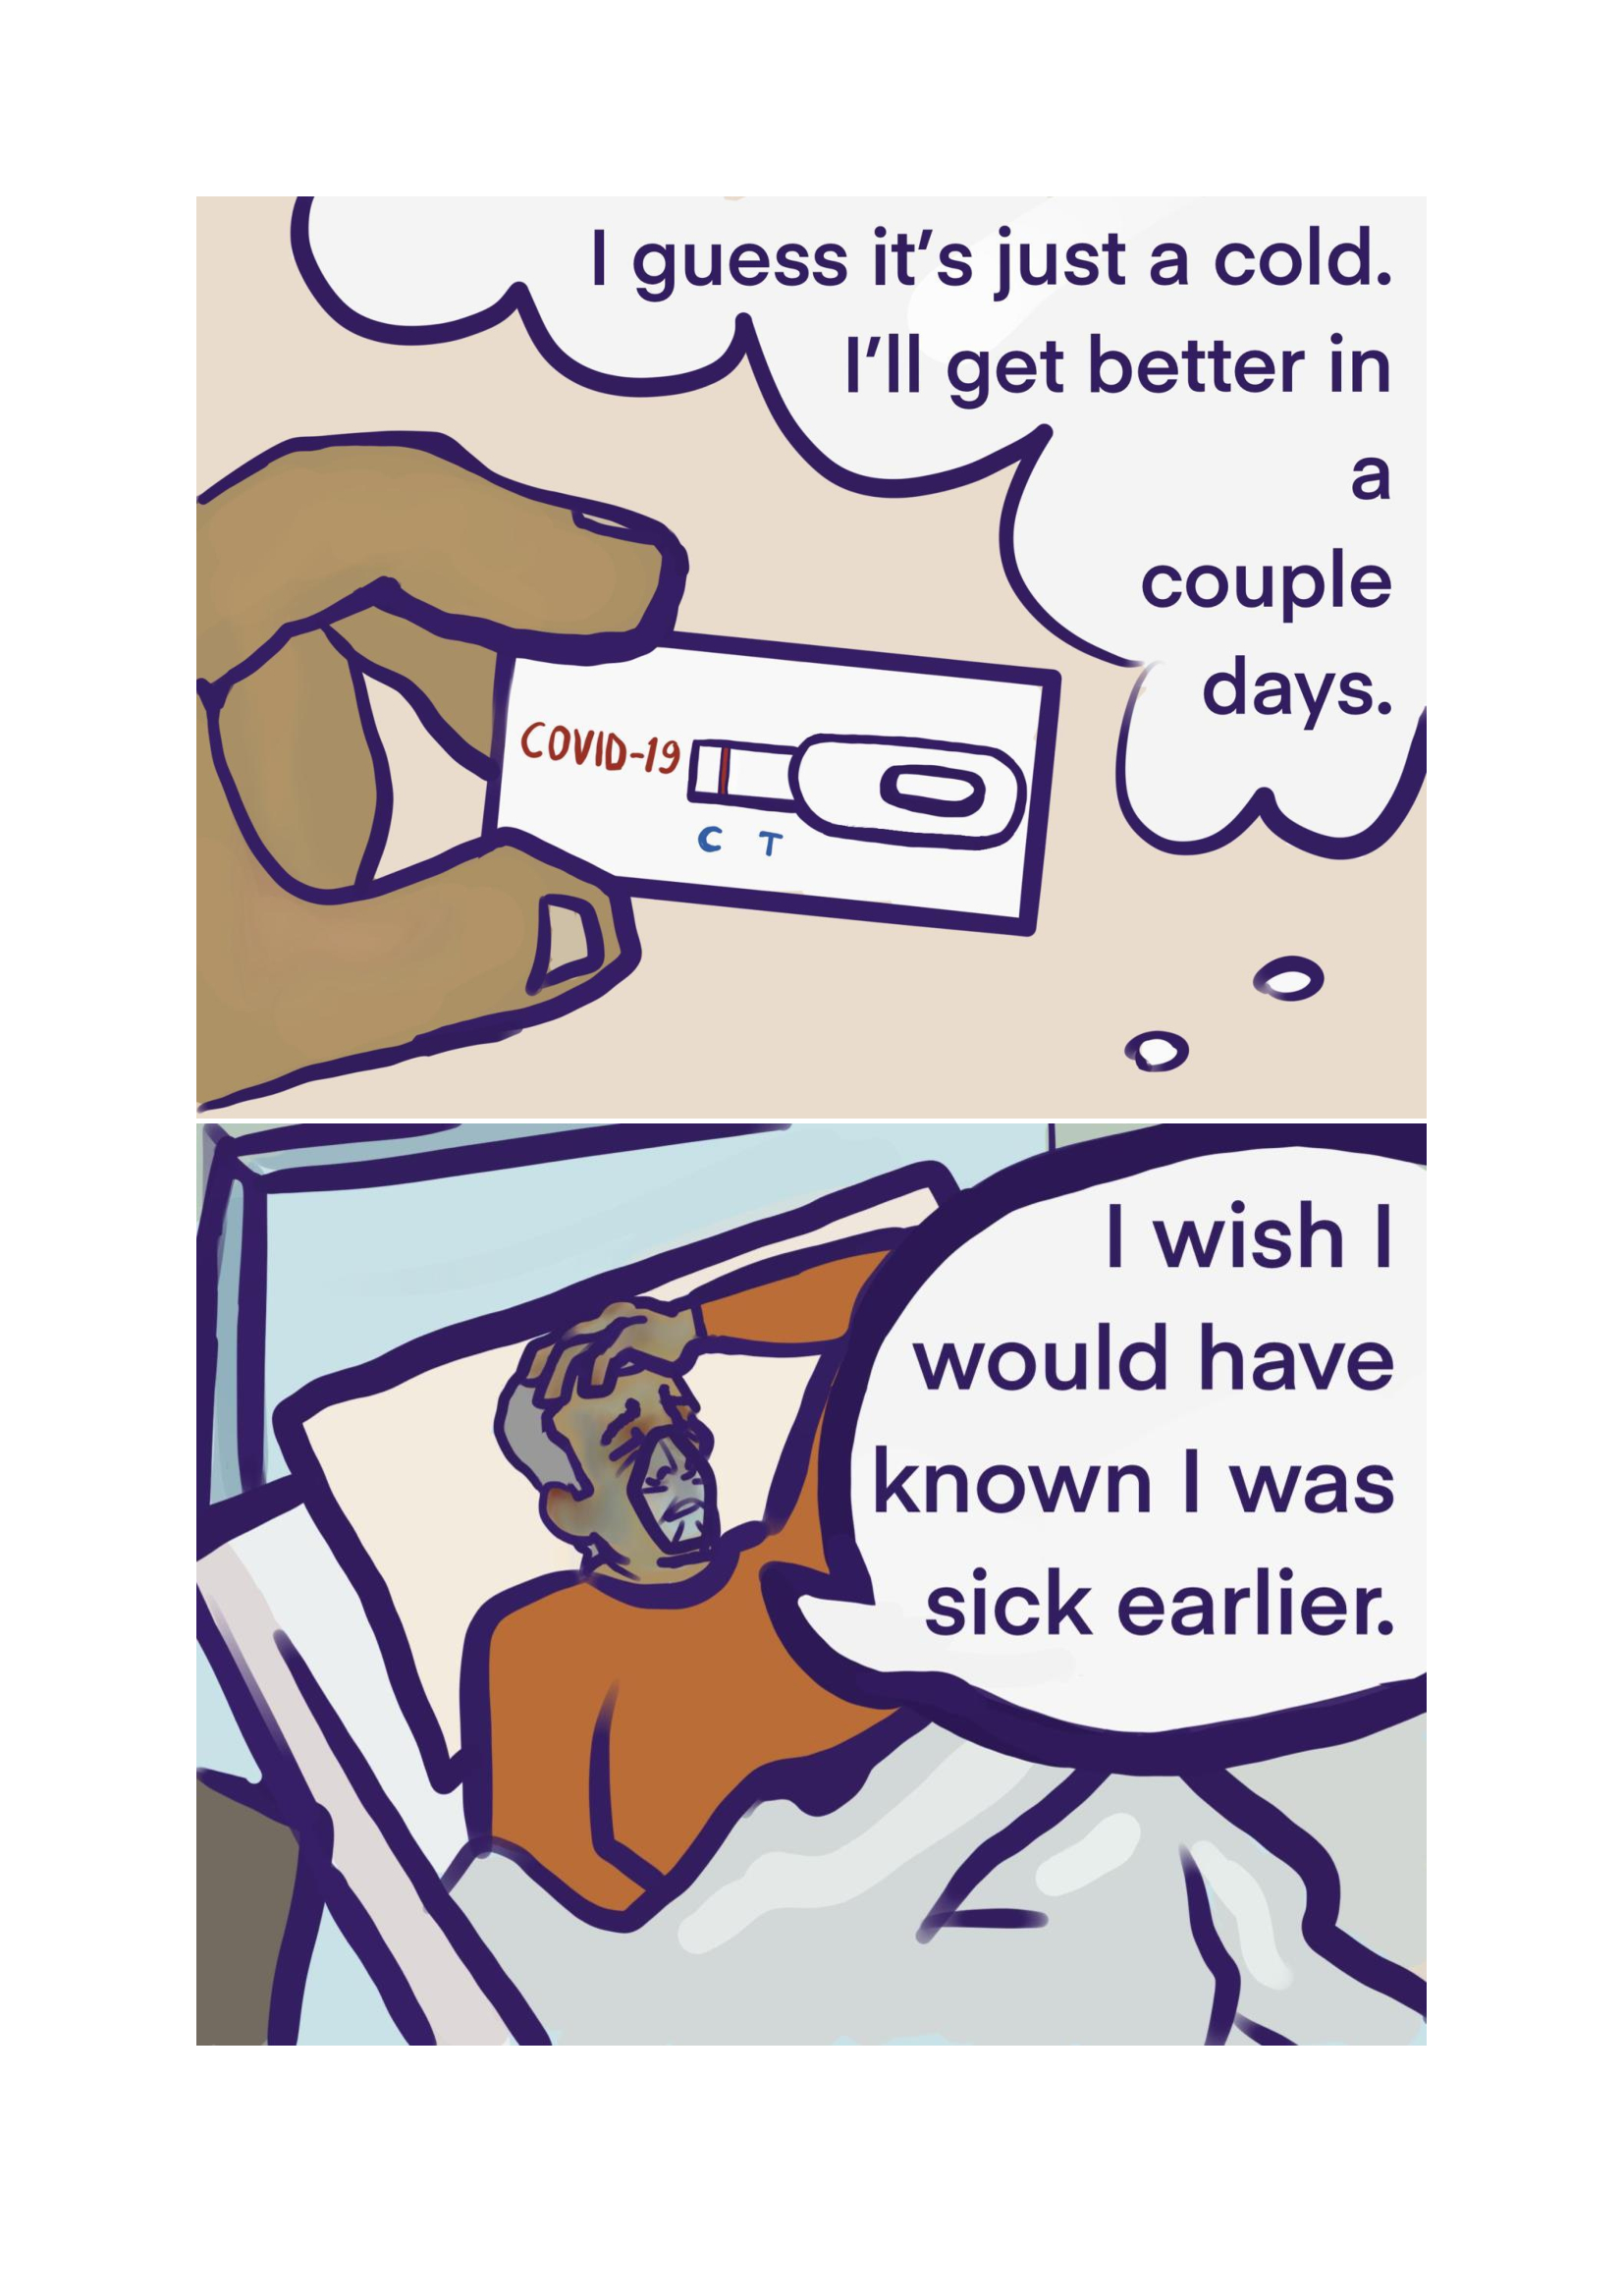 I guess it's just a cold.
I'll get better in
a
couple
days.
COVID-19
C T
I wish I
would have
known I was
sick earlier.